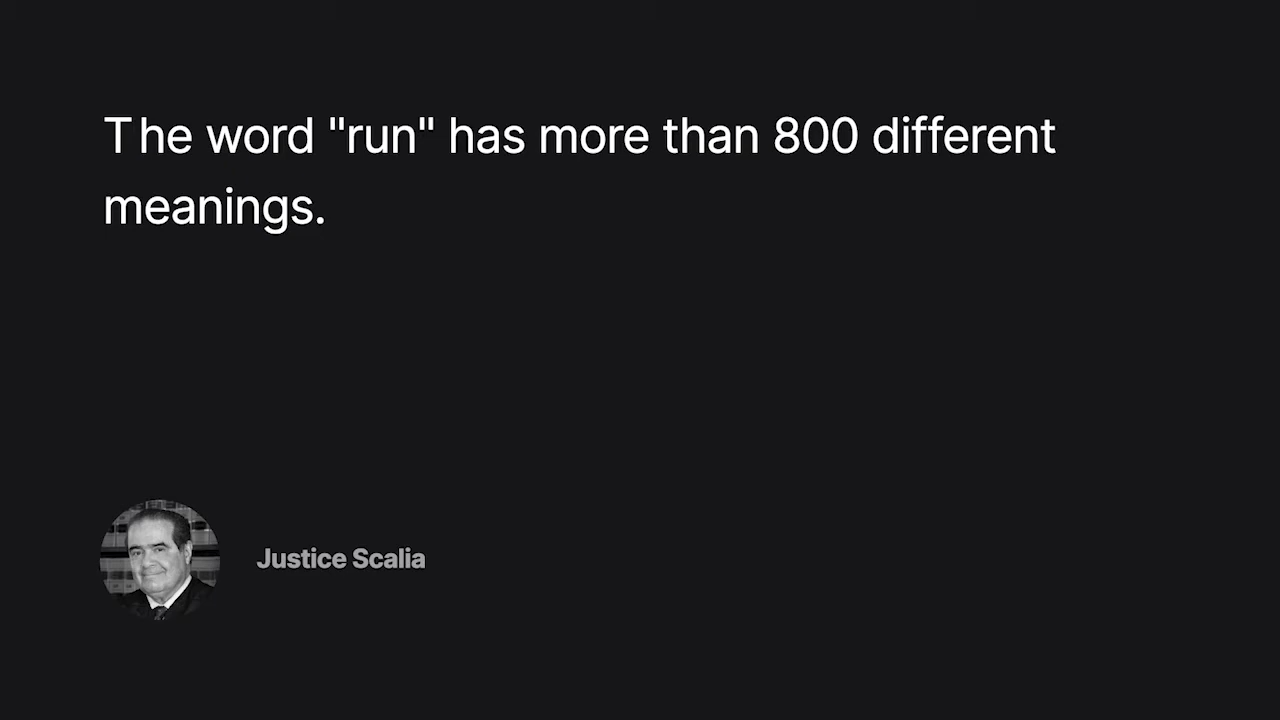 The word "run" has more than 800 different
meanings.
Justice Scalia